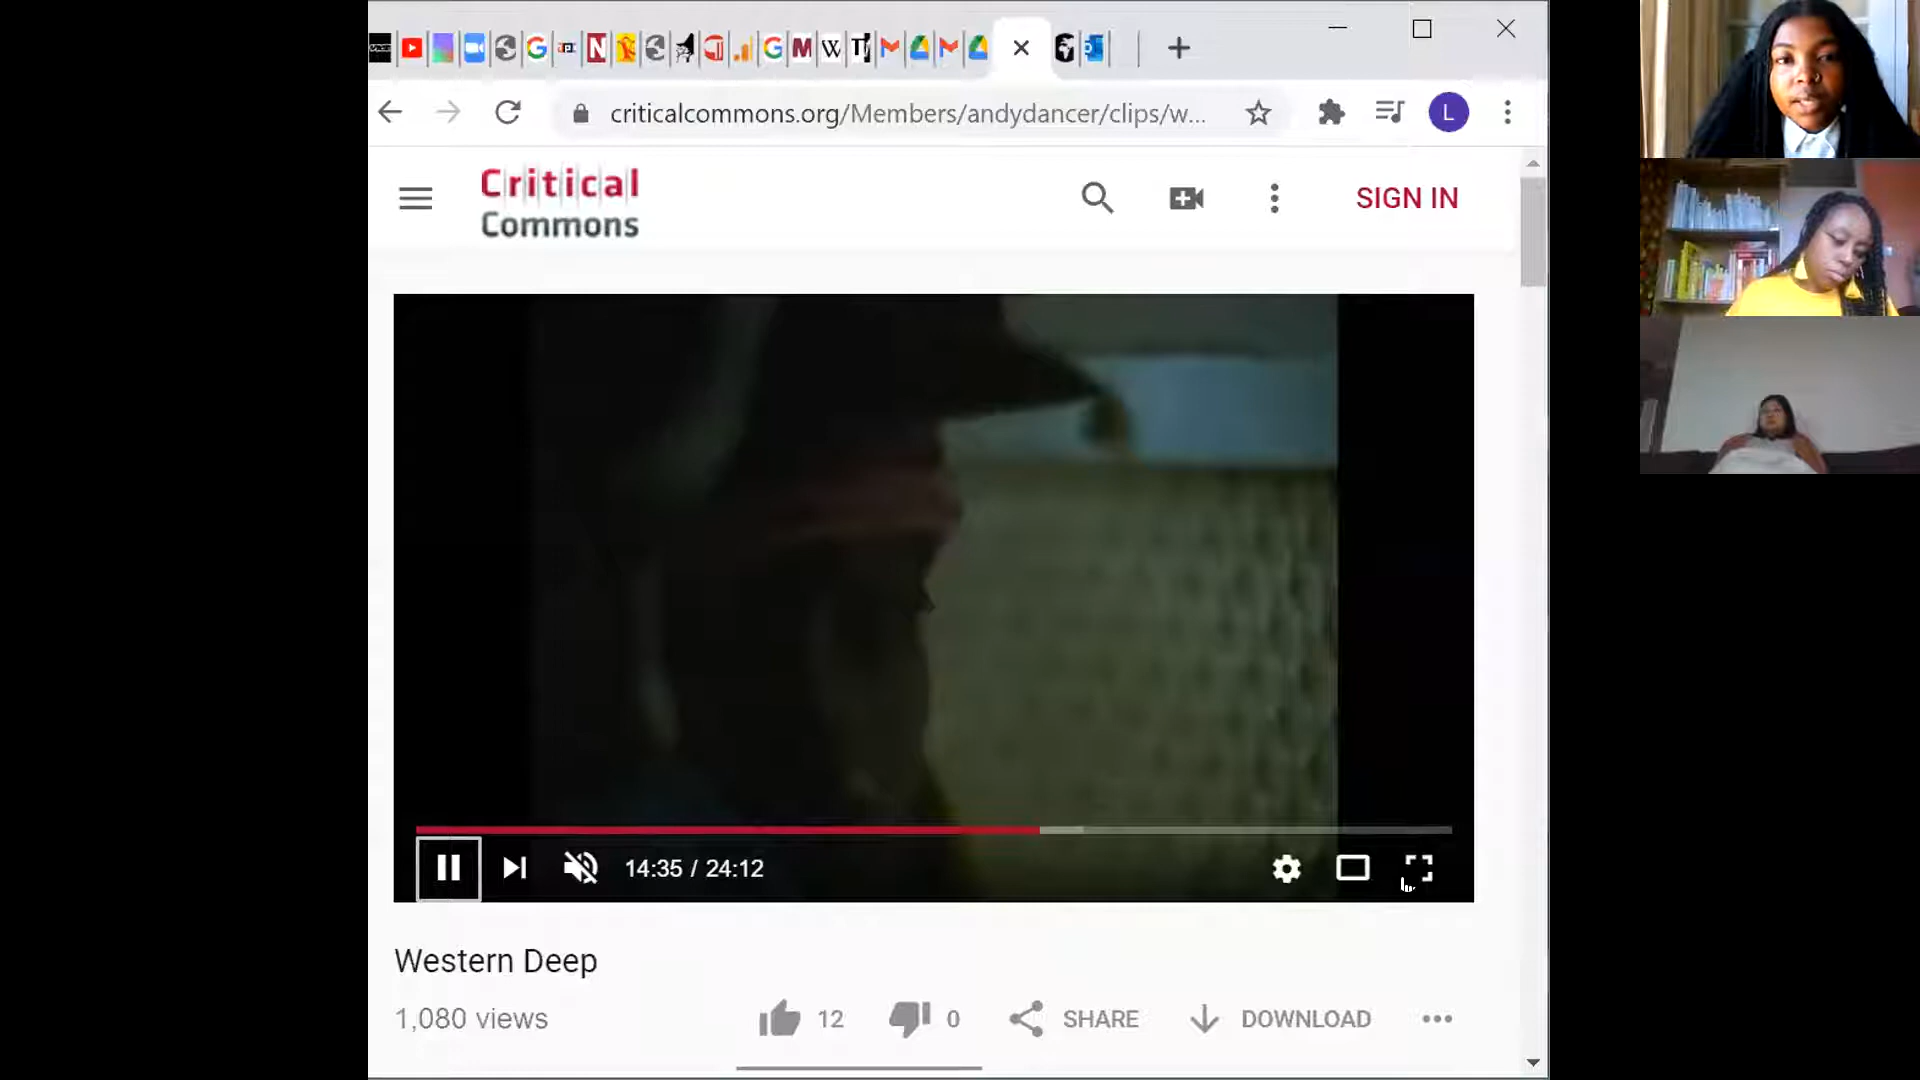 criticalcommons.org/Members/andydancer/clips/w...
L
Critical
Commons
SIGN IN
14:35 / 24:12
Western Deep
1,080 views
12
0
SHARE
DOWNLOAD